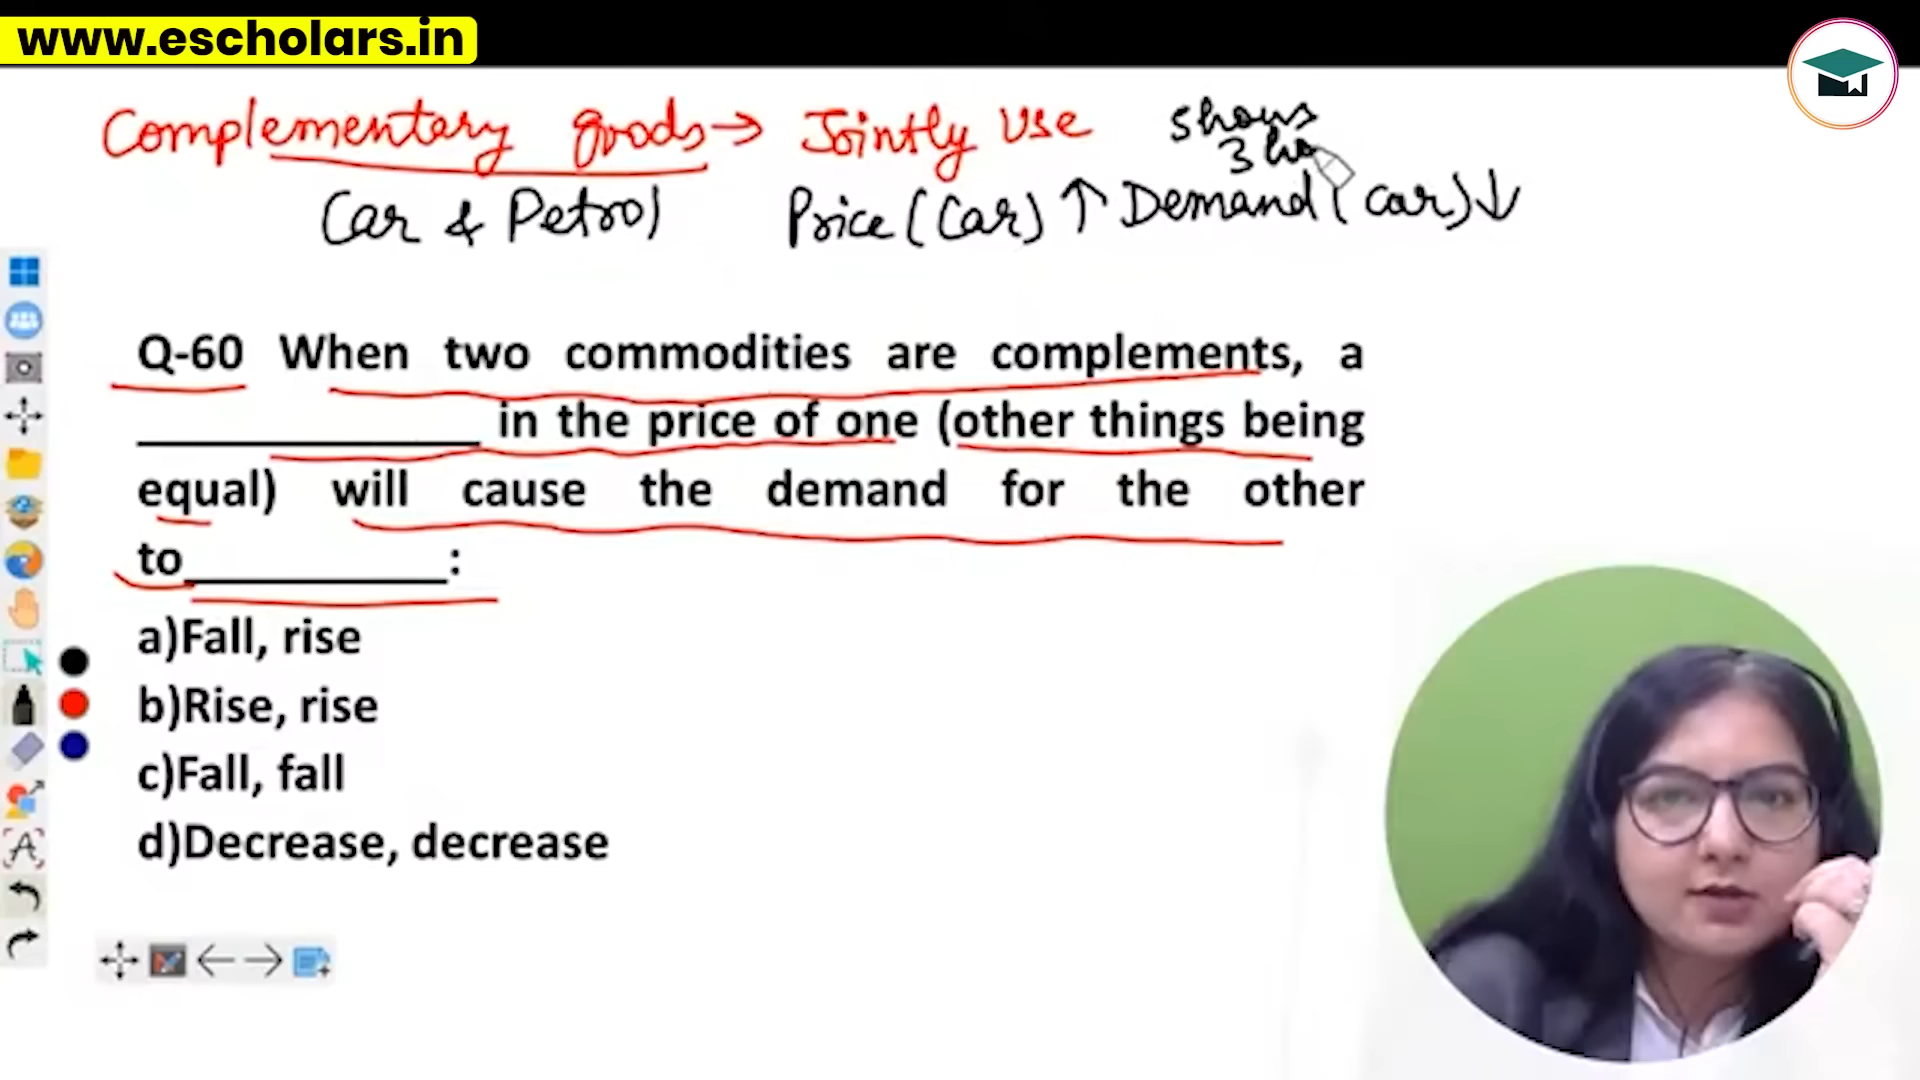 www.escholars.in
Complementary goods → Jointly Use
Car & Petrol Price (Car) ↑ Demand (car) ↓
Q-60 When two commodities are complements, a
____________ in the price of one (other things being
equal) will cause the demand for the other
to__________:
a)Fall, rise
b)Rise, rise
c)Fall, fall
d)Decrease, decrease